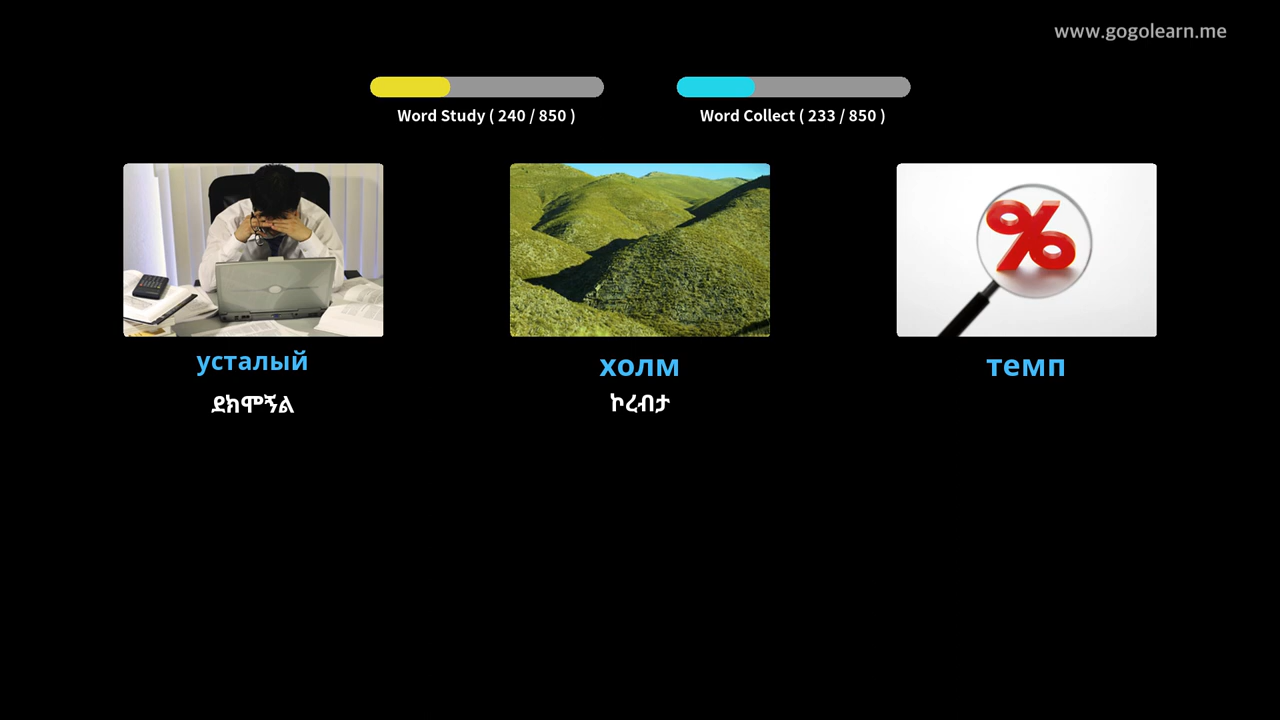 www.gogolearn.me
Word Study ( 240 / 850 )
Word Collect ( 233 / 850 )
%
усталый
холм
темп
ደክሞኝል
ኮረብታ